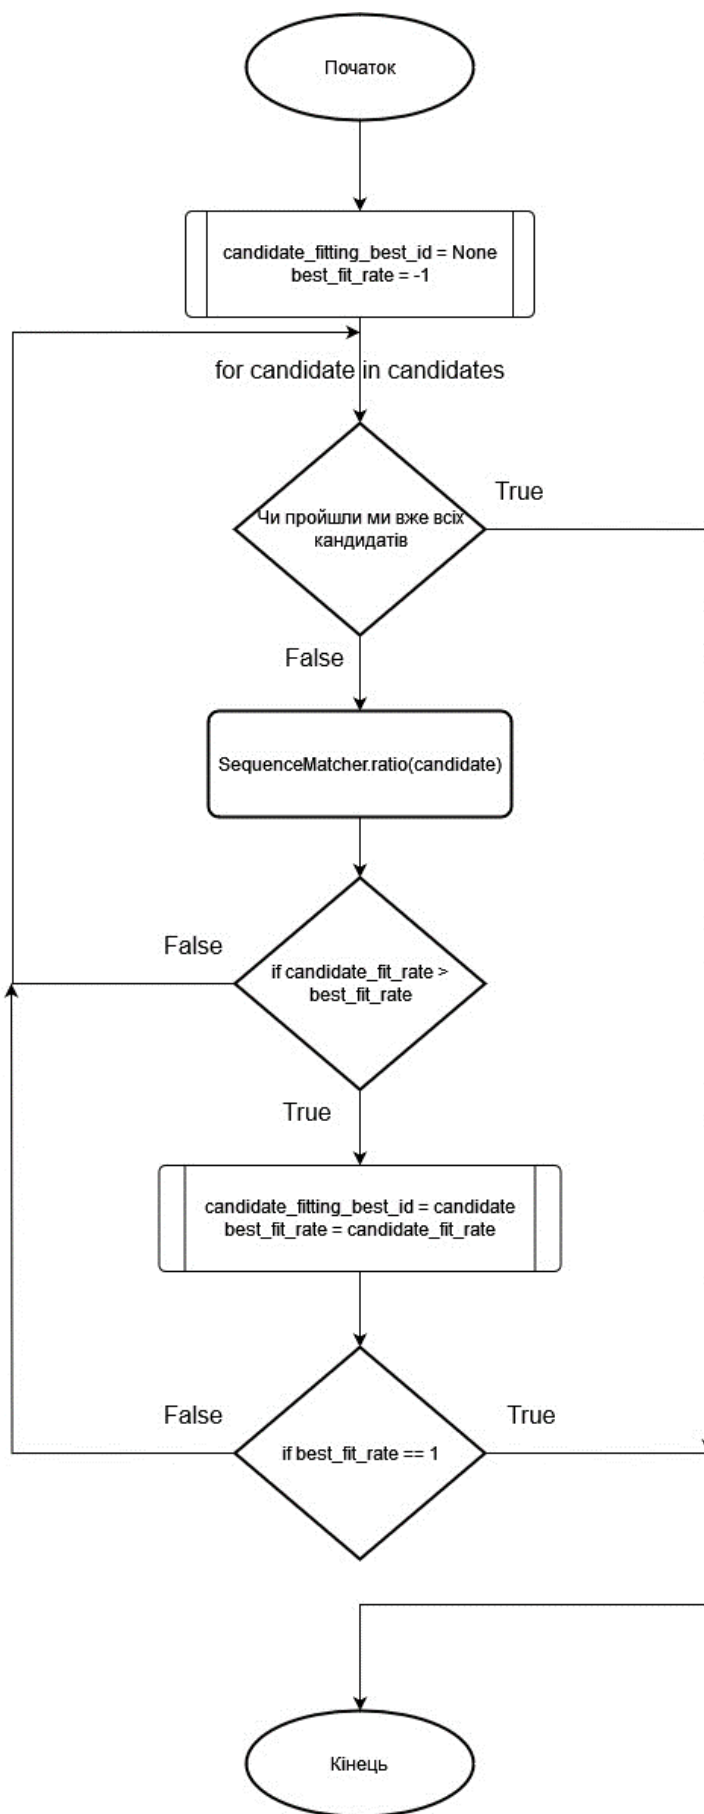 Початок
candidate_fitting_best_id = None
best_fit_rate = -1
for candidate in candidates
True
Чи пройшли ми вже всіх
кандидатів
False
SequenceMatcher.ratio(candidate)
False
if candidate_fit_rate >
best_fit_rate
True
candidate_fitting_best_id = candidate
best_fit_rate = candidate_fit_rate
False
True
if best_fit_rate == 1
Кінець